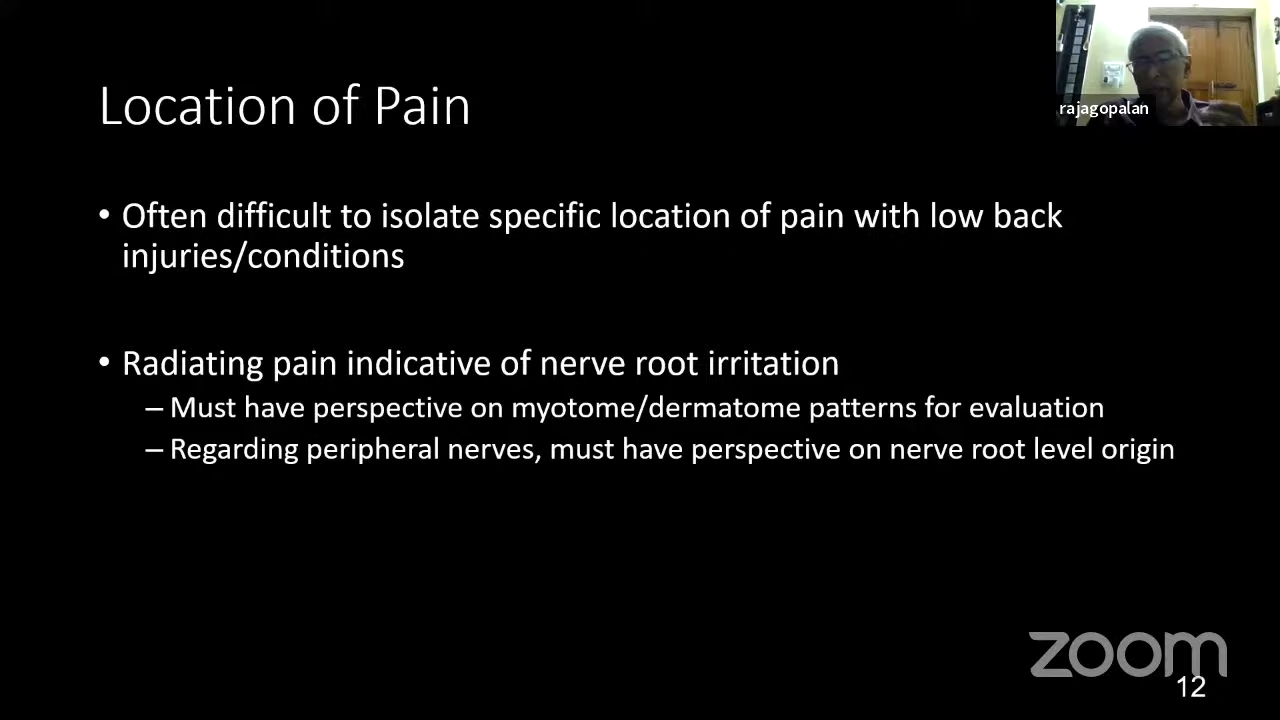 Location of Pain
rajagopalan
• Often difficult to isolate specific location of pain with low back
injuries/conditions
• Radiating pain indicative of nerve root irritation
– Must have perspective on myotome/dermatome patterns for evaluation
– Regarding peripheral nerves, must have perspective on nerve root level origin
zoom
12